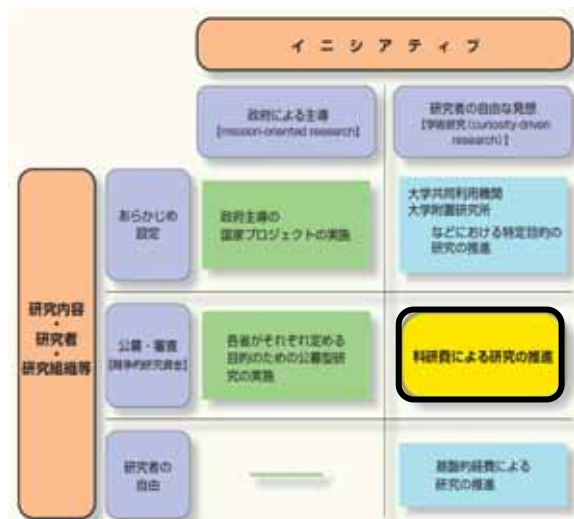 イニシアティブ
政府による主導
[mission-oriented research]
研究者の自由な発想
[学術研究(curiosity-driven
research)]
研究内容
・
研究者
・
研究組織等
あらかじめ
設定
政府主導の
国家プロジェクトの実施
大学共同利用機関
大学附置研究所
などにおける特定目的の
研究の推進
公募・審査
[競争的研究資金]
各省がそれぞれ定める
目的のための公募型研
究の実施
科研費による研究の推進
研究者の
自由
基盤的経費による
研究の推進